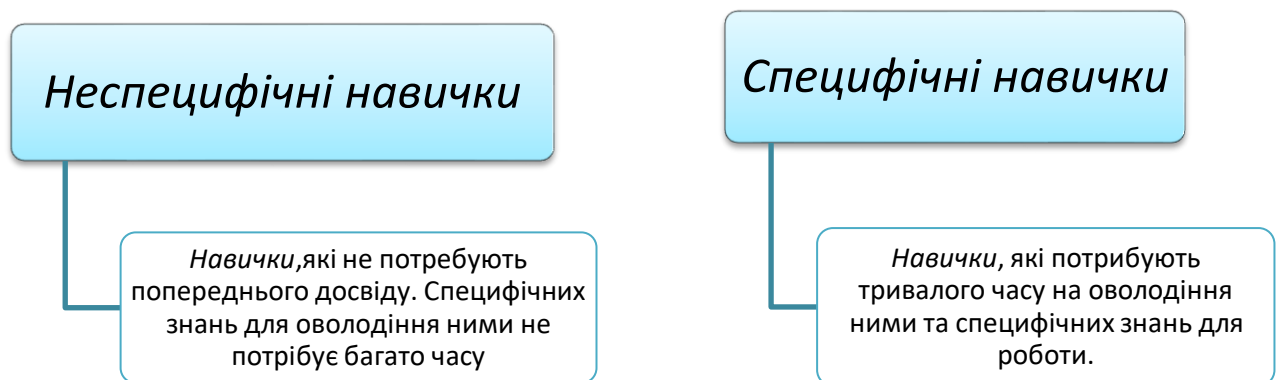 Неспецифічні навички
Навички,які не потребують
попереднього досвіду. Специфічних
знань для оволодіння ними не
потрібує багато часу
Специфічні навички
Навички, які потрибують
тривалого часу на оволодіння
ними та специфічних знань для
роботи.